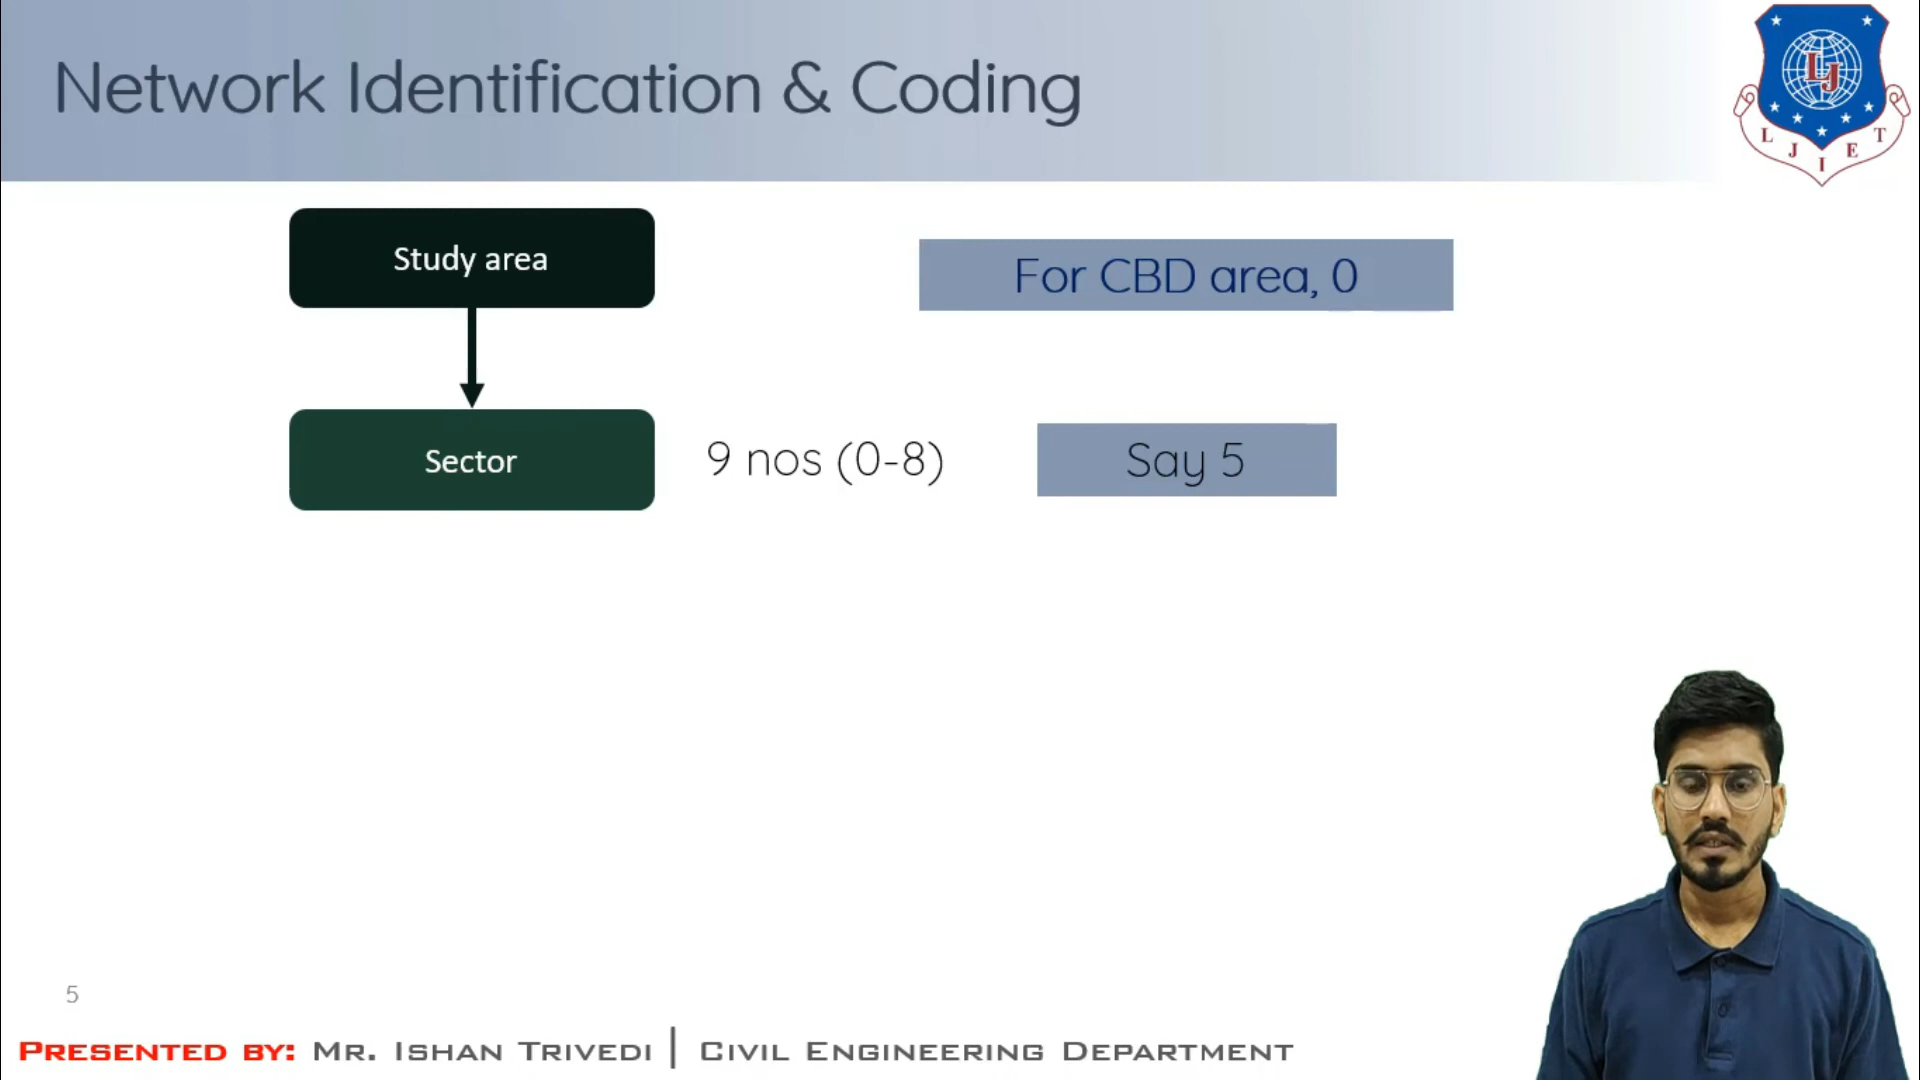 Network Identification & Coding
LJ
L J I E T
Study area
For CBD area, 0
Sector
9 nos (0-8)
Say 5
5
PRESENTED BY: MR. ISHAN TRIVEDI | CIVIL ENGINEERING DEPARTMENT